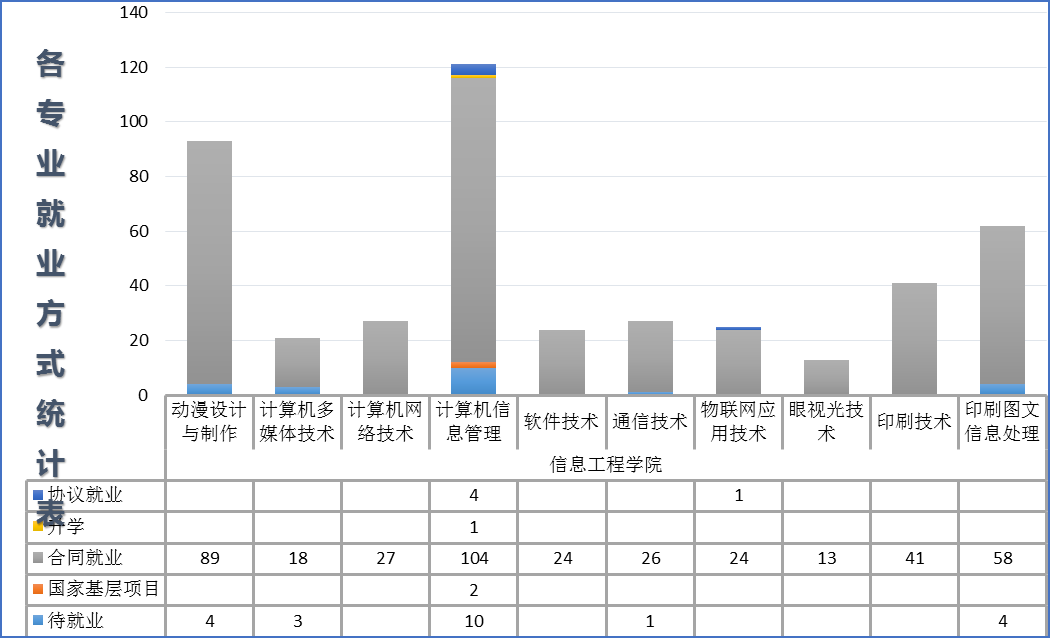 各专业就业方式统计表
140
120
100
80
60
40
20
0
动漫设计与制作 计算机多媒体技术 计算机网络技术 计算机信息管理 软件技术 通信技术 物联网应用技术 眼视光技术 印刷技术 印刷图文信息处理
信息工程学院
协议就业 4 1
升学 1
合同就业 89 18 27 104 24 26 24 13 41 58
国家基层项目 2
待就业 4 3 10 1 4